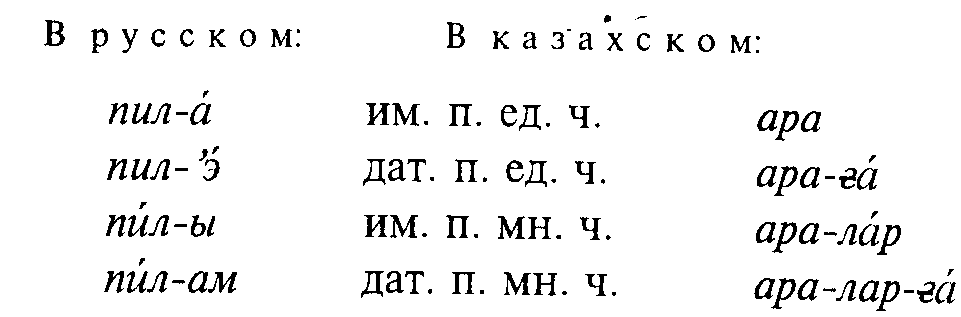 В русском: В казахском:
пил-а́ им. п. ед. ч. ара
пил-’э́ дат. п. ед. ч. ара-ға́
пи́л-ы им. п. мн. ч. ара-ла́р
пи́л-ам дат. п. мн. ч. ара-лар-ға́